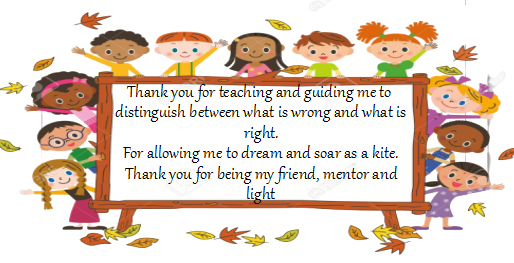 Thank you for teaching and guiding me to
distinguish between what is wrong and what is
right.
For allowing me to dream and soar as a kite.
Thank you for being my friend, mentor and
light